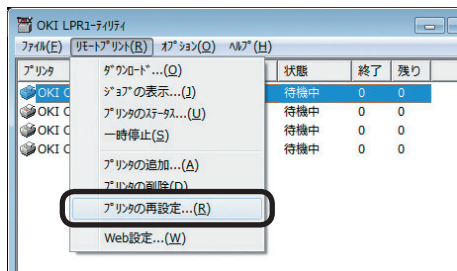 OKI LPRユーティリティ
ファイル(F) リモートプリント(R) オプション(O) ヘルプ(H)
プリンタ 状態 終了 残り
ダウンロード...(O)
OKI C 待機中 0 0
ジョブの表示...(J)
OKI C 待機中 0 0
プリンタのステータス...(U)
OKI C 待機中 0 0
一時停止(S)
OKI C 待機中 0 0
プリンタの追加...(A)
プリンタの削除(D)
プリンタの再設定...(R)
Web設定...(W)